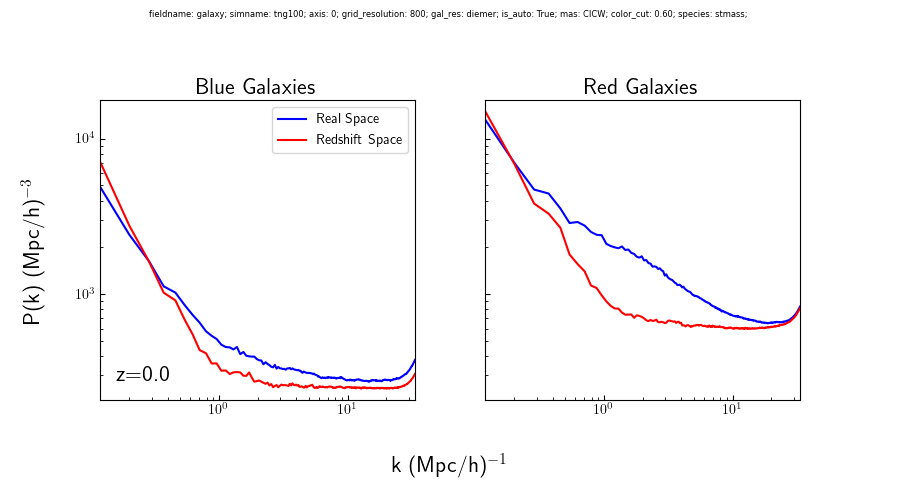 fieldname: galaxy; simname: tng100; axis: 0; grid_resolution: 800; gal_res: diemer; is_auto: True; mas: CICW; color_cut: 0.60; species: stmass;
Blue Galaxies
Red Galaxies
Real Space
Redshift Space
10^4
10^3
P(k) (Mpc/h)^{-3}
z=0.0
10^0
10^1
10^0
10^1
k (Mpc/h)^{-1}